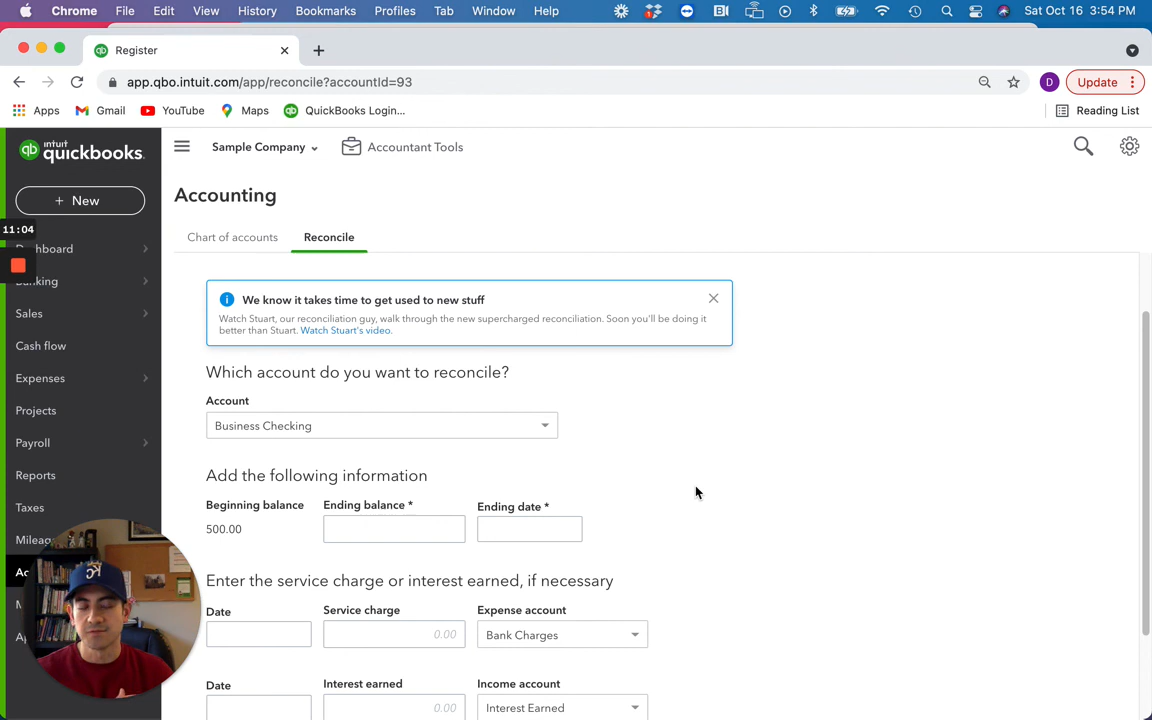 Chrome File Edit View History Bookmarks Profiles Tab Window Help Sat Oct 16 3:54 PM
Register
app.qbo.intuit.com/app/reconcile?accountId=93
D
Update
Apps Gmail YouTube Maps QuickBooks Login... Reading List
intuit
quickbooks.
Sample Company
Accountant Tools
+ New
Accounting
11:04
Chart of accounts
Reconcile
Sales
Cash flow
Expenses
Projects
Payroll
Reports
Taxes
We know it takes time to get used to new stuff
Watch Stuart, our reconciliation guy, walk through the new supercharged reconciliation. Soon you'll be doing it
better than Stuart. Watch Stuart's video.
Which account do you want to reconcile?
Account
Business Checking
Add the following information
Beginning balance Ending balance * Ending date *
500.00
Enter the service charge or interest earned, if necessary
Date Service charge Expense account
0.00 Bank Charges
Date Interest earned Income account
0.00 Interest Earned